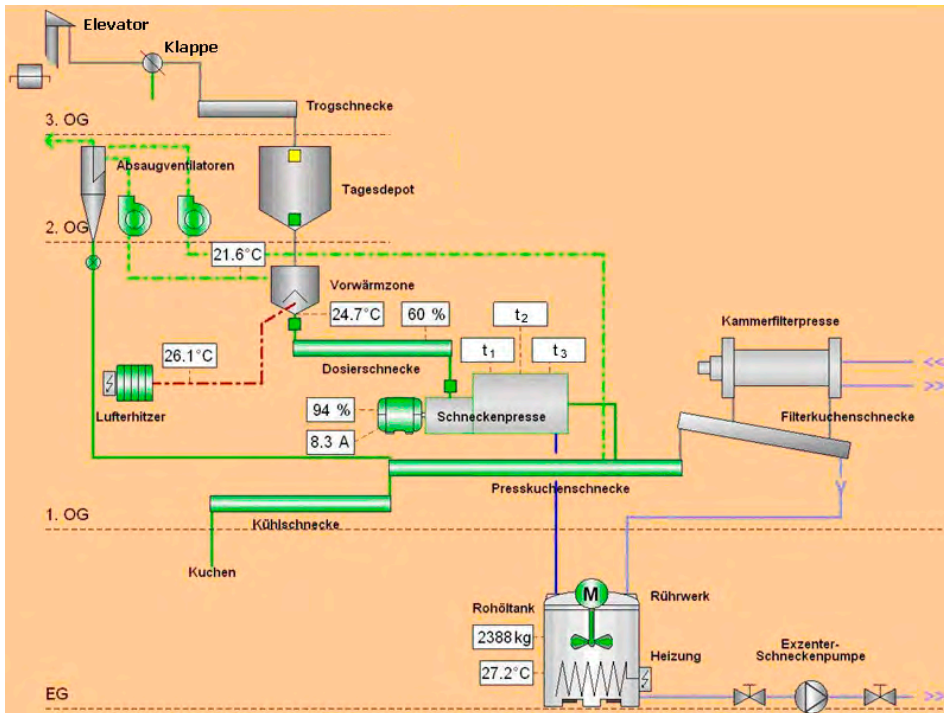 Elevator
Klappe
Trogschnecke
3. OG
Absaugventilatoren
Tagesdepot
2. OG
21.6°C
Vorwärmzone
24.7°C
60 %
t2
Kammerfilterpresse
26.1°C
t1
t3
<<
>>
Dosierschnecke
Lufterhitzer
94 %
Schneckenpresse
Filterkuchenschnecke
8.3 A
Presskuchenschnecke
1. OG
Kühlschnecke
Kuchen
M
Rohöltank
Rührwerk
2388 kg
Heizung
Exzenter-
Schneckenpumpe
27.2°C
EG
>>